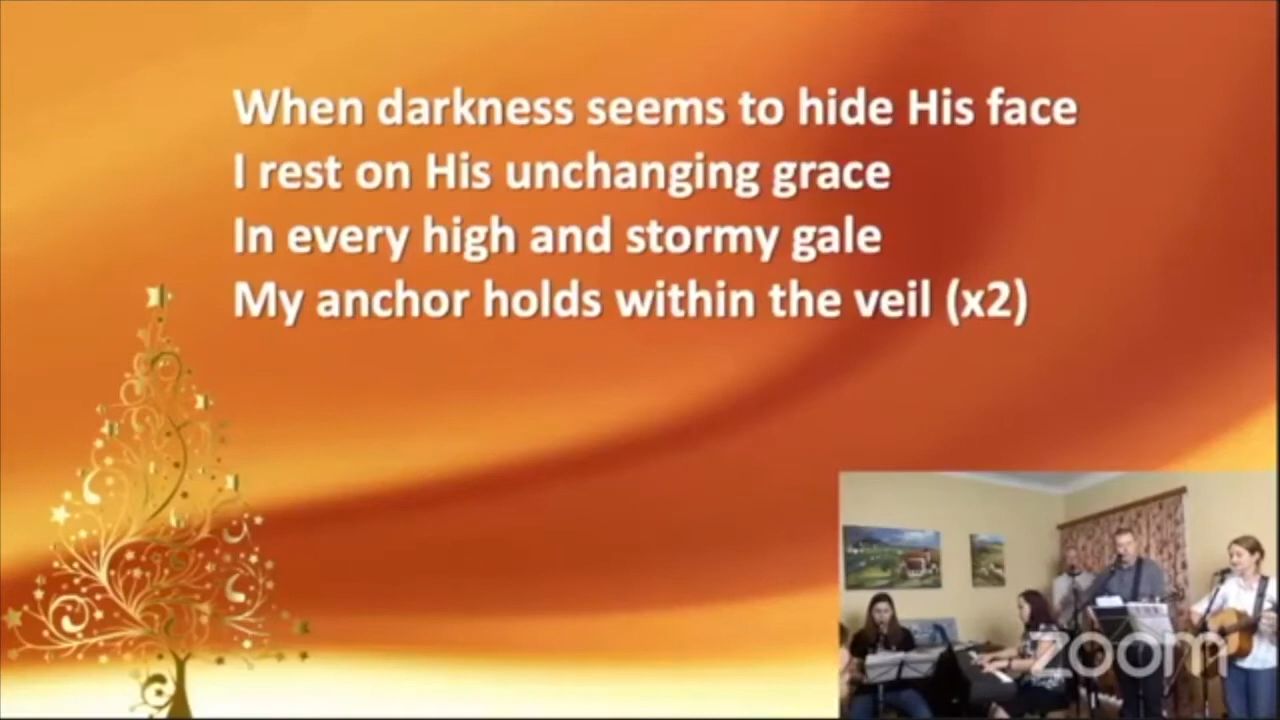 When darkness seems to hide His face
I rest on His unchanging grace
In every high and stormy gale
My anchor holds within the veil (x2)
zoom